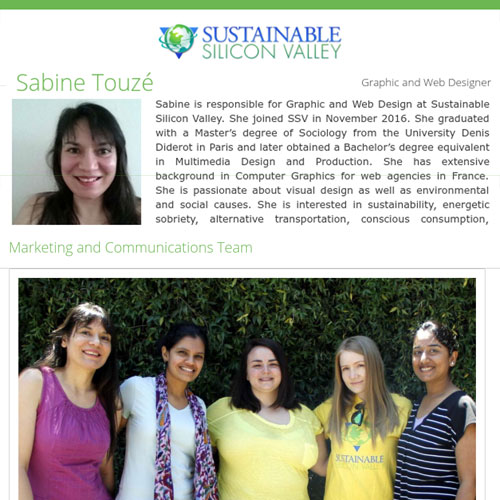 SUSTAINABLE
SILICON VALLEY
Sabine Touzé
Graphic and Web Designer
Sabine is responsible for Graphic and Web Design at Sustainable
Silicon Valley. She joined SSV in November 2016. She graduated
with a Master's degree of Sociology from the University Denis
Diderot in Paris and later obtained a Bachelor's degree equivalent
in Multimedia Design and Production. She has extensive
background in Computer Graphics for web agencies in France.
She is passionate about visual design as well as environmental
and social causes. She is interested in sustainability, energetic
sobriety, alternative transportation, conscious consumption,
Marketing and Communications Team
SUSTAINABLE
SILICON VALLEY